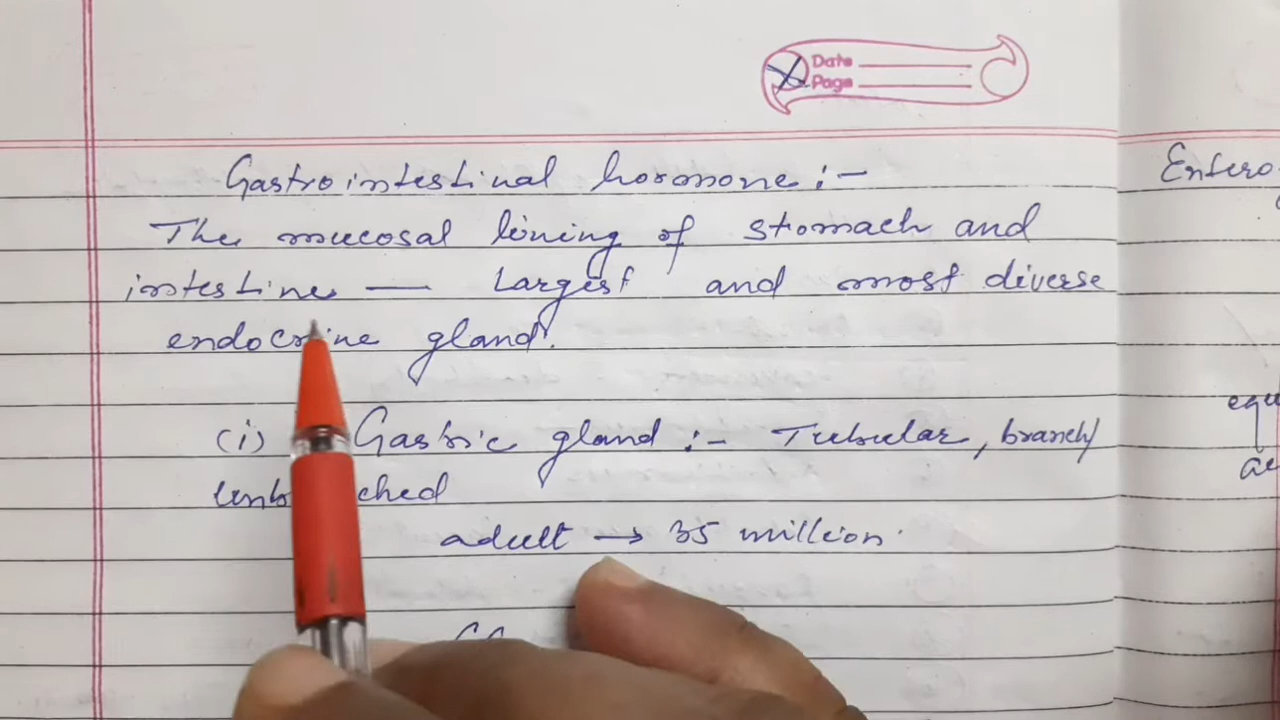 Date
Page
Gastrointestinal hormone :-
The mucosal lining of stomach and
intestine — Largest and most diverse
endocrine gland.
(i) Gastric gland :- Tubular, branch/
adult → 35 million.
Entero